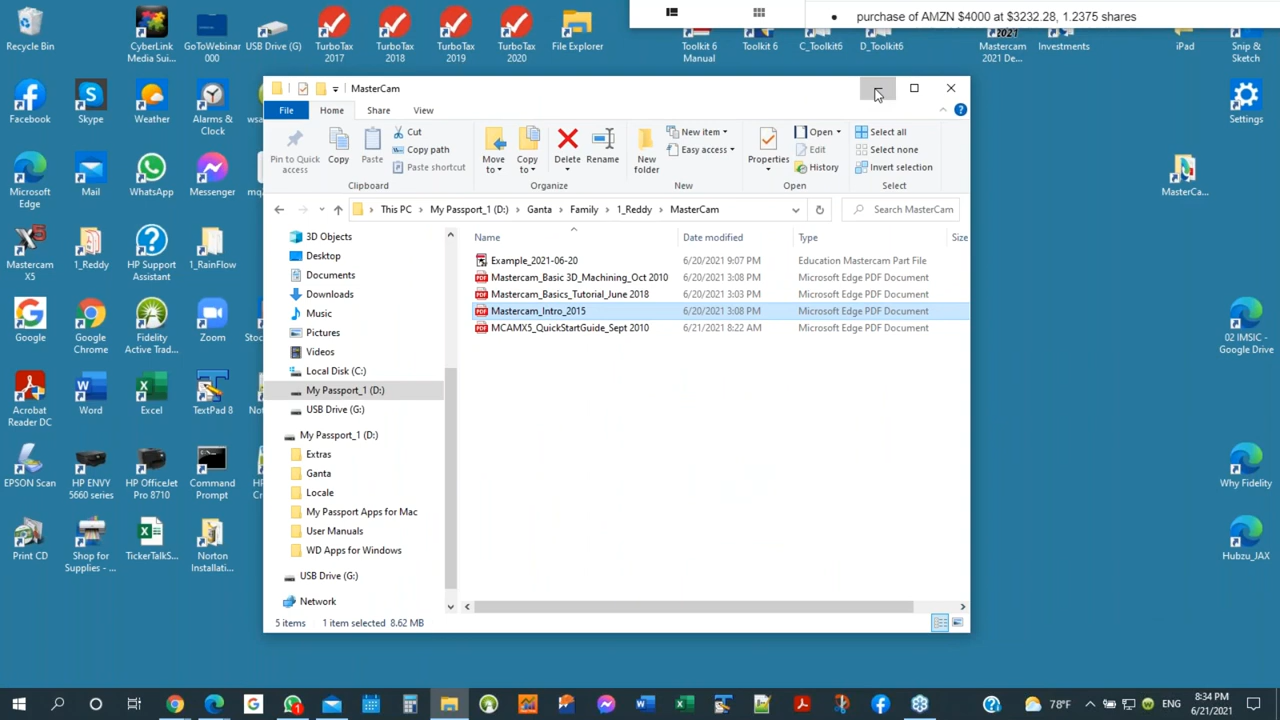 purchase of AMZN $4000 at $3232.28, 1.2375 shares
Recycle Bin
CyberLink Media Sui...
GoToWebinar 000
USB Drive (G)
TurboTax 2017
TurboTax 2018
TurboTax 2019
TurboTax 2020
File Explorer
Toolkit 6 Manual
Toolkit 6
C_Toolkit6
D_Toolkit6
Mastercam 2021 De...
Investments
iPad
Snip & Sketch
MasterCam
File Home Share View
Pin to Quick access
Copy
Paste
Cut
Copy path
Paste shortcut
Move to
Copy to
Delete
Rename
New folder
New item
Easy access
Properties
Open
Edit
History
Select all
Select none
Invert selection
Clipboard Organize New Open Select
This PC > My Passport_1 (D:) > Ganta > Family > 1_Reddy > MasterCam
Search MasterCam
Name Date modified Type Size
Example_2021-06-20 6/20/2021 9:07 PM Education Mastercam Part File
Mastercam_Basic 3D_Machining_Oct 2010 6/20/2021 3:08 PM Microsoft Edge PDF Document
Mastercam_Basics_Tutorial_June 2018 6/20/2021 3:03 PM Microsoft Edge PDF Document
Mastercam_Intro_2015 6/20/2021 3:08 PM Microsoft Edge PDF Document
MCAMX5_QuickStartGuide_Sept 2010 6/21/2021 8:22 AM Microsoft Edge PDF Document
3D Objects
Desktop
Documents
Downloads
Music
Pictures
Videos
Local Disk (C:)
My Passport_1 (D:)
USB Drive (G:)
My Passport_1 (D:)
Extras
Ganta
Locale
My Passport Apps for Mac
User Manuals
WD Apps for Windows
USB Drive (G:)
Network
5 items 1 item selected 8.62 MB
Facebook
Skype
Weather
Alarms & Clock
Microsoft Edge
Mail
WhatsApp
Messenger
Mastercam X5
1_Reddy
HP Support Assistant
1_RainFlow
Google
Google Chrome
Fidelity Active Trad...
Zoom
Acrobat Reader DC
Word
Excel
TextPad 8
EPSON Scan
HP ENVY 5660 series
HP OfficeJet Pro 8710
Command Prompt
Print CD
Shop for Supplies - ...
TickerTalkS...
Norton Installati...
Settings
MasterCa...
02 IMSIC - Google Drive
Why Fidelity
Hubzu_JAX
78°F
ENG
8:34 PM
6/21/2021